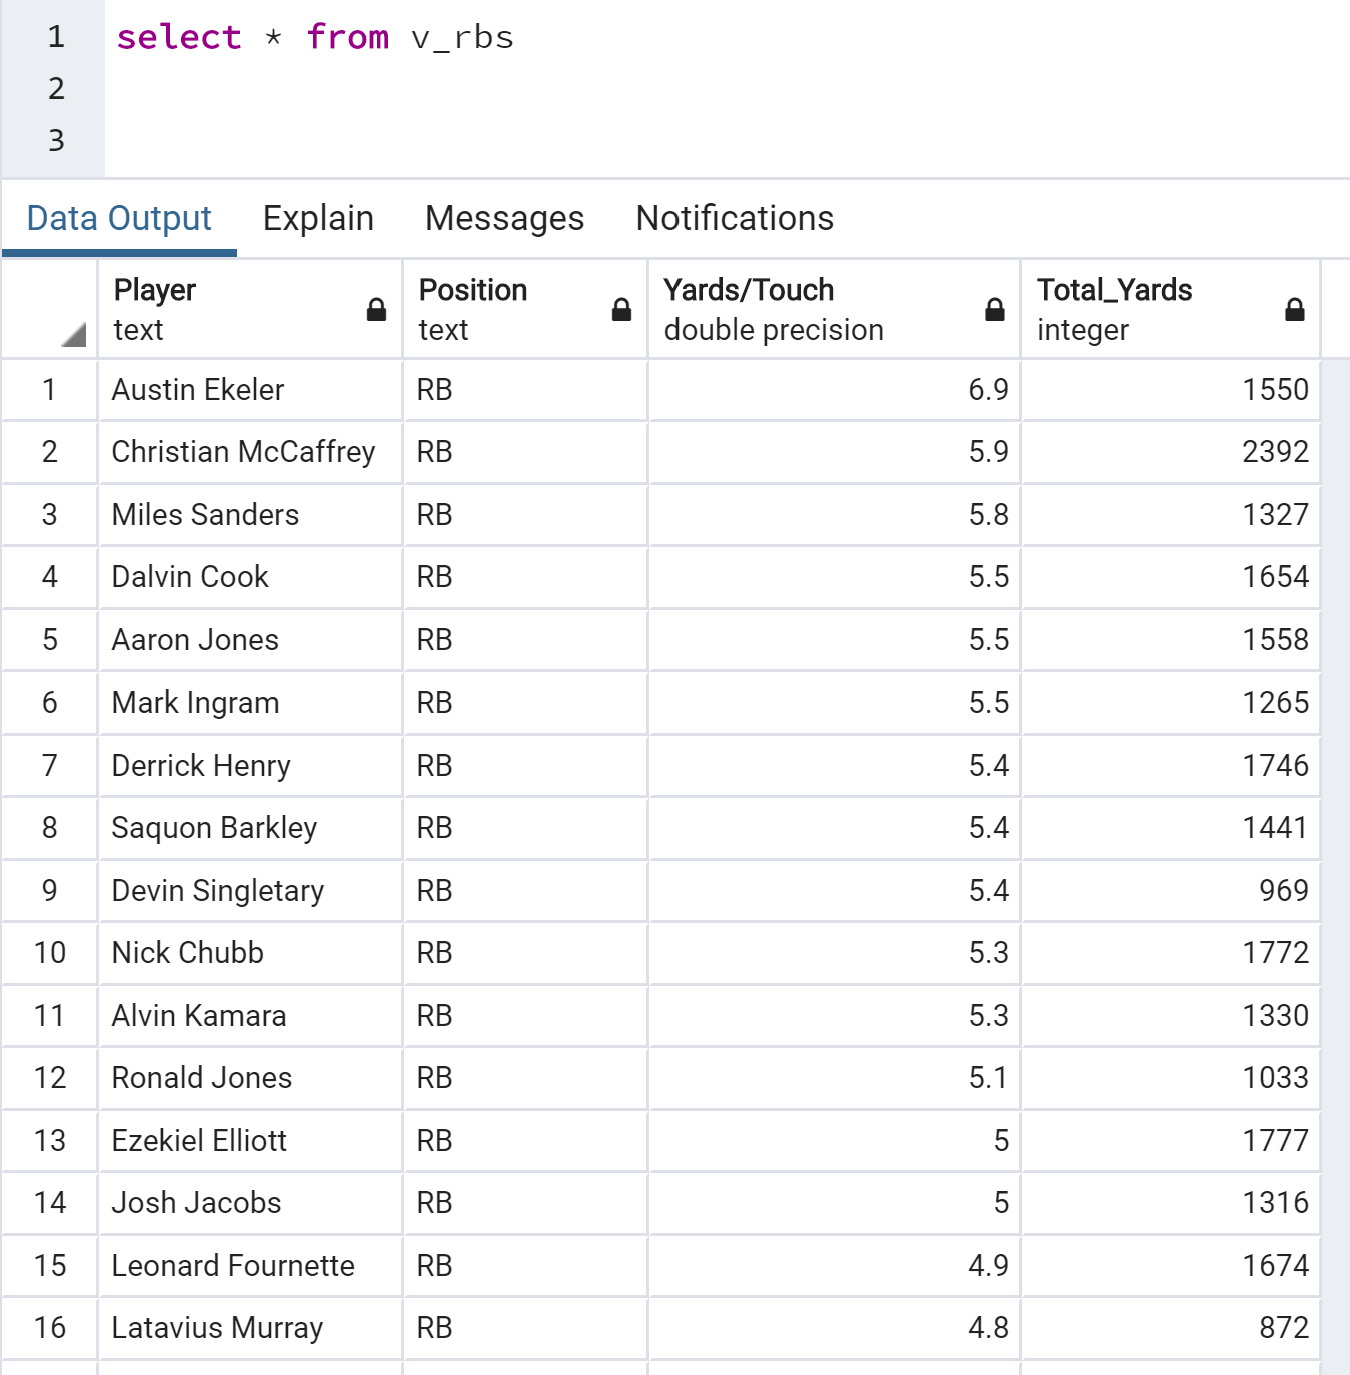 1 select * from v_rbs
2
3
Data Output Explain Messages Notifications
Player Position Yards/Touch Total_Yards
text text double precision integer
1 Austin Ekeler RB 6.9 1550
2 Christian McCaffrey RB 5.9 2392
3 Miles Sanders RB 5.8 1327
4 Dalvin Cook RB 5.5 1654
5 Aaron Jones RB 5.5 1558
6 Mark Ingram RB 5.5 1265
7 Derrick Henry RB 5.4 1746
8 Saquon Barkley RB 5.4 1441
9 Devin Singletary RB 5.4 969
10 Nick Chubb RB 5.3 1772
11 Alvin Kamara RB 5.3 1330
12 Ronald Jones RB 5.1 1033
13 Ezekiel Elliott RB 5 1777
14 Josh Jacobs RB 5 1316
15 Leonard Fournette RB 4.9 1674
16 Latavius Murray RB 4.8 872